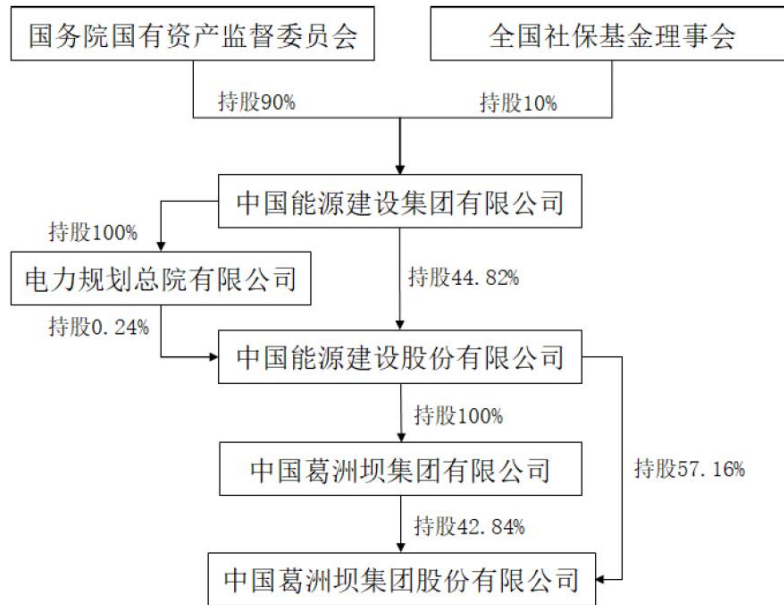 国务院国有资产监督委员会
全国社保基金理事会
持股90%
持股10%
中国能源建设集团有限公司
持股100%
电力规划总院有限公司
持股44.82%
持股0.24%
中国能源建设股份有限公司
持股100%
中国葛洲坝集团有限公司
持股57.16%
持股42.84%
中国葛洲坝集团股份有限公司